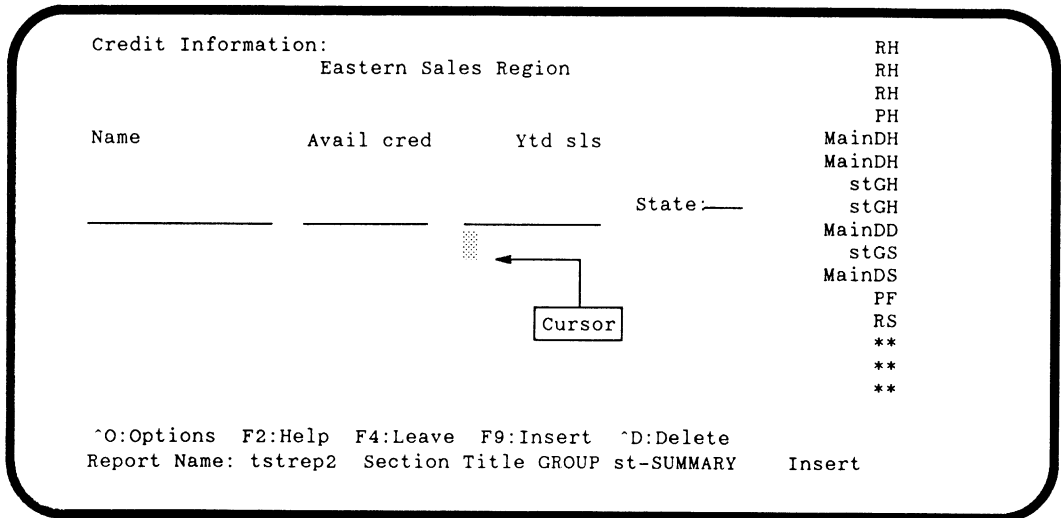 Credit Information: RH
Eastern Sales Region RH
RH
PH
Name Avail cred Ytd sls MainDH
MainDH
stGH
State: stGH
MainDD
stGS
MainDS
PF
Cursor RS
**
**
**
^O:Options F2:Help F4:Leave F9:Insert ^D:Delete
Report Name: tstrep2 Section Title GROUP st-SUMMARY Insert